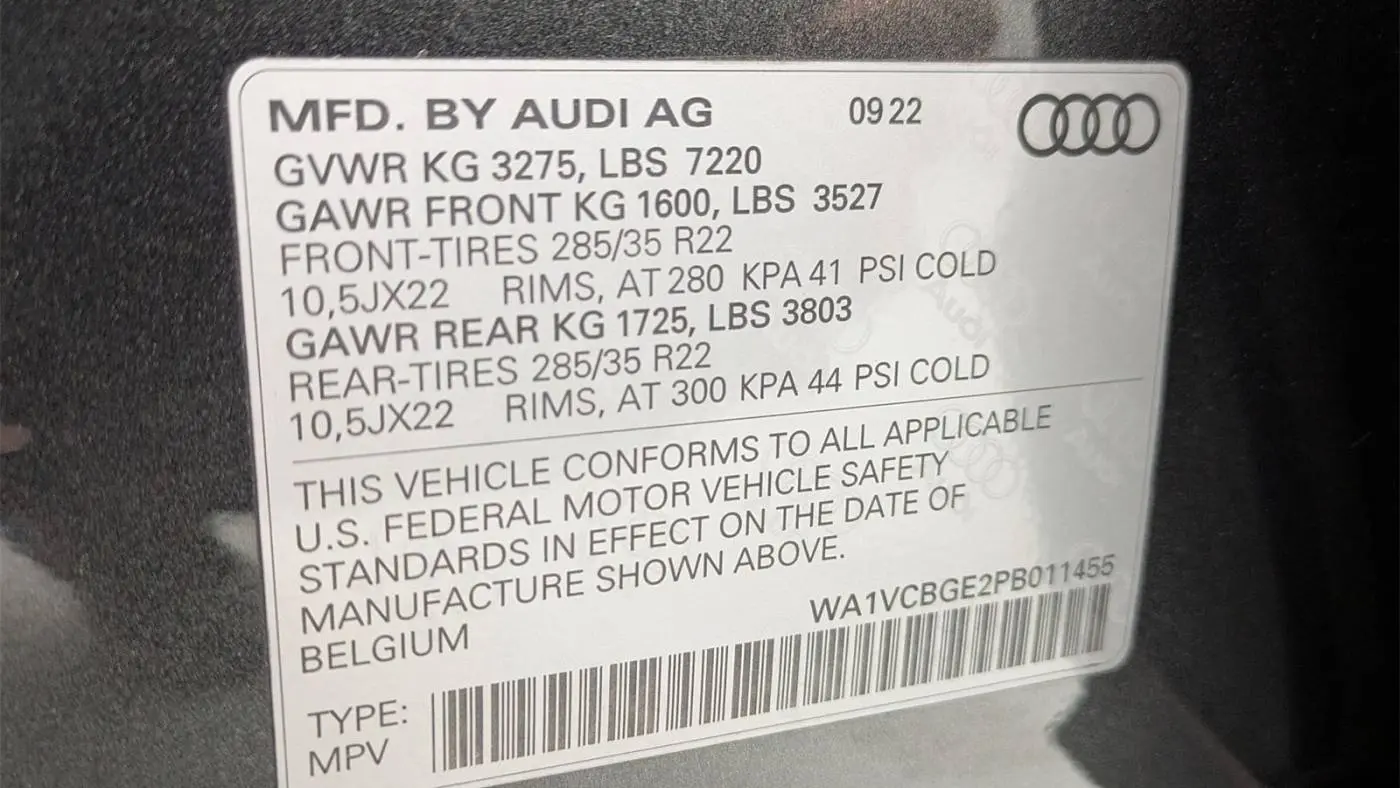 MFD. BY AUDI AG 09 22
GVWR KG 3275, LBS 7220
GAWR FRONT KG 1600, LBS 3527
FRONT-TIRES 285/35 R22
10,5JX22 RIMS, AT 280 KPA 41 PSI COLD
GAWR REAR KG 1725, LBS 3803
REAR-TIRES 285/35 R22
10,5JX22 RIMS, AT 300 KPA 44 PSI COLD
THIS VEHICLE CONFORMS TO ALL APPLICABLE
U.S. FEDERAL MOTOR VEHICLE SAFETY
STANDARDS IN EFFECT ON THE DATE OF
MANUFACTURE SHOWN ABOVE.
BELGIUM
WA1VCBGE2PB011455
TYPE:
MPV
Audi